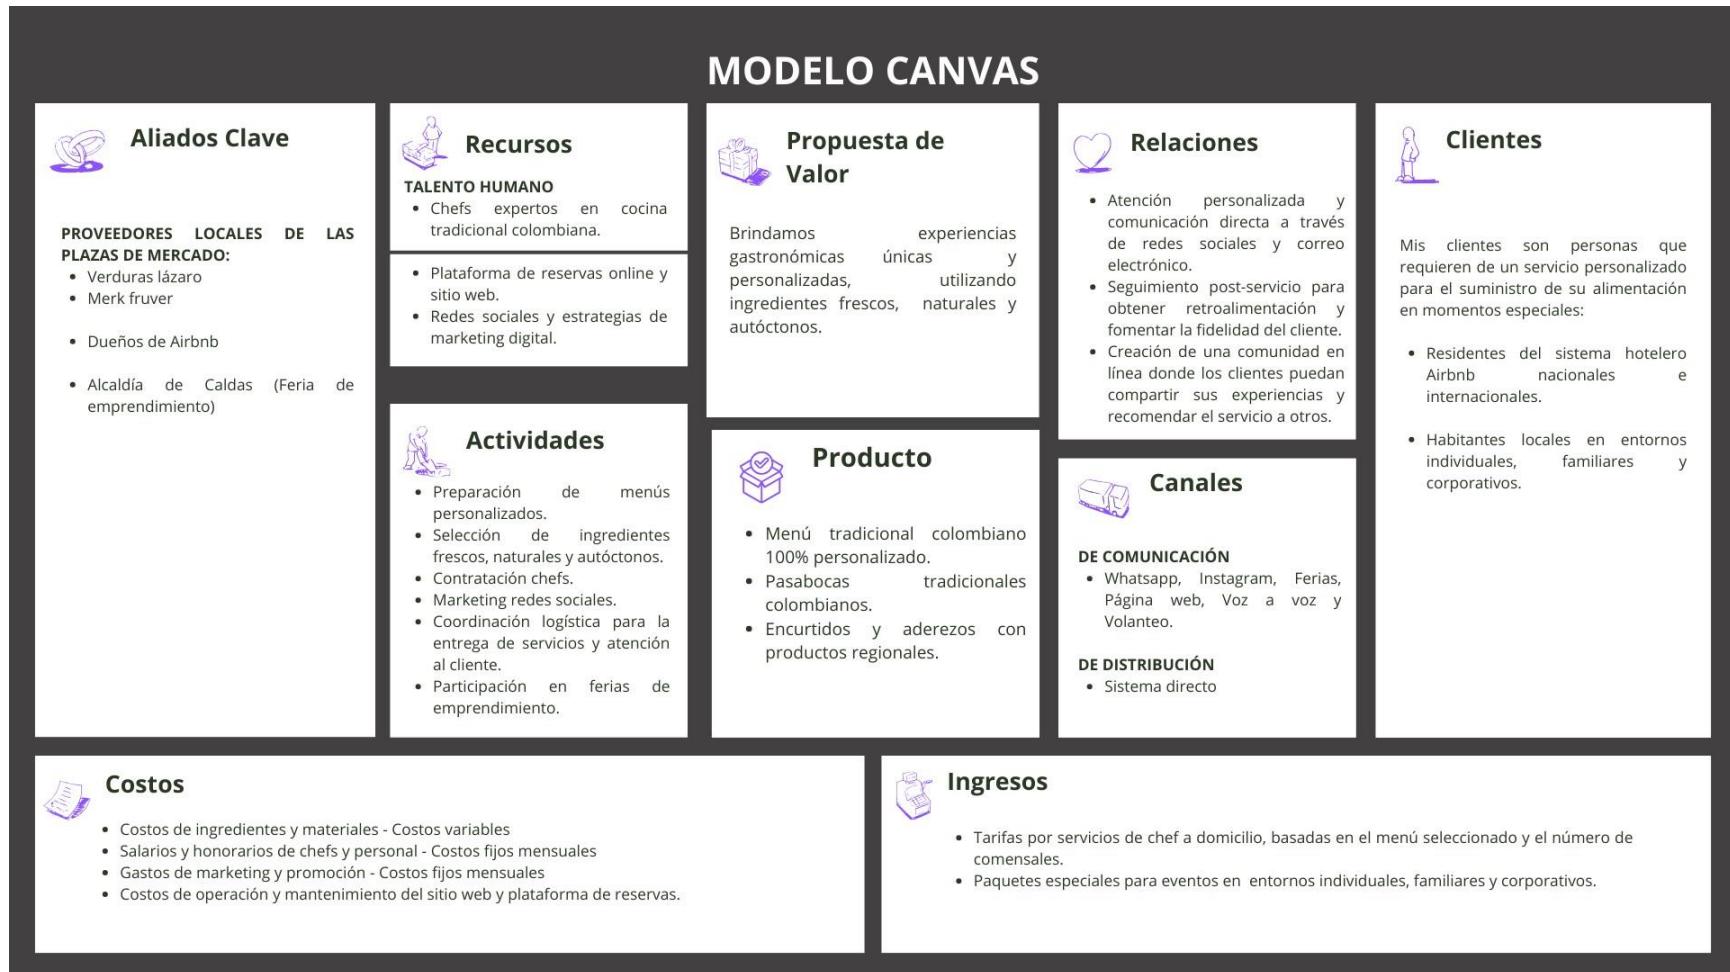 MODELO CANVAS
Aliados Clave
PROVEEDORES LOCALES DE LAS
PLAZAS DE MERCADO:
• Verduras lázaro
• Merk fruver
• Dueños de Airbnb
• Alcaldía de Caldas (Feria de
emprendimiento)
Recursos
TALENTO HUMANO
• Chefs expertos en cocina
tradicional colombiana.
• Plataforma de reservas online y
sitio web.
• Redes sociales y estrategias de
marketing digital.
Actividades
• Preparación de menús
personalizados.
• Selección de ingredientes
frescos, naturales y autóctonos.
• Contratación chefs.
• Marketing redes sociales.
• Coordinación logística para la
entrega de servicios y atención
al cliente.
• Participación en ferias de
emprendimiento.
Propuesta de
Valor
Brindamos experiencias
gastronómicas únicas y
personalizadas, utilizando
ingredientes frescos, naturales y
autóctonos.
Producto
• Menú tradicional colombiano
100% personalizado.
• Pasabocas tradicionales
colombianos.
• Encurtidos y aderezos con
productos regionales.
Relaciones
• Atención personalizada y
comunicación directa a través
de redes sociales y correo
electrónico.
• Seguimiento post-servicio para
obtener retroalimentación y
fomentar la fidelidad del cliente.
• Creación de una comunidad en
línea donde los clientes puedan
compartir sus experiencias y
recomendar el servicio a otros.
Canales
DE COMUNICACIÓN
• Whatsapp, Instagram, Ferias,
Página web, Voz a voz y
Volanteo.
DE DISTRIBUCIÓN
• Sistema directo
Clientes
Mis clientes son personas que
requieren de un servicio personalizado
para el suministro de su alimentación
en momentos especiales:
• Residentes del sistema hotelero
Airbnb nacionales e
internacionales.
• Habitantes locales en entornos
individuales, familiares y
corporativos.
Costos
• Costos de ingredientes y materiales - Costos variables
• Salarios y honorarios de chefs y personal - Costos fijos mensuales
• Gastos de marketing y promoción - Costos fijos mensuales
• Costos de operación y mantenimiento del sitio web y plataforma de reservas.
Ingresos
• Tarifas por servicios de chef a domicilio, basadas en el menú seleccionado y el número de
comensales.
• Paquetes especiales para eventos en entornos individuales, familiares y corporativos.